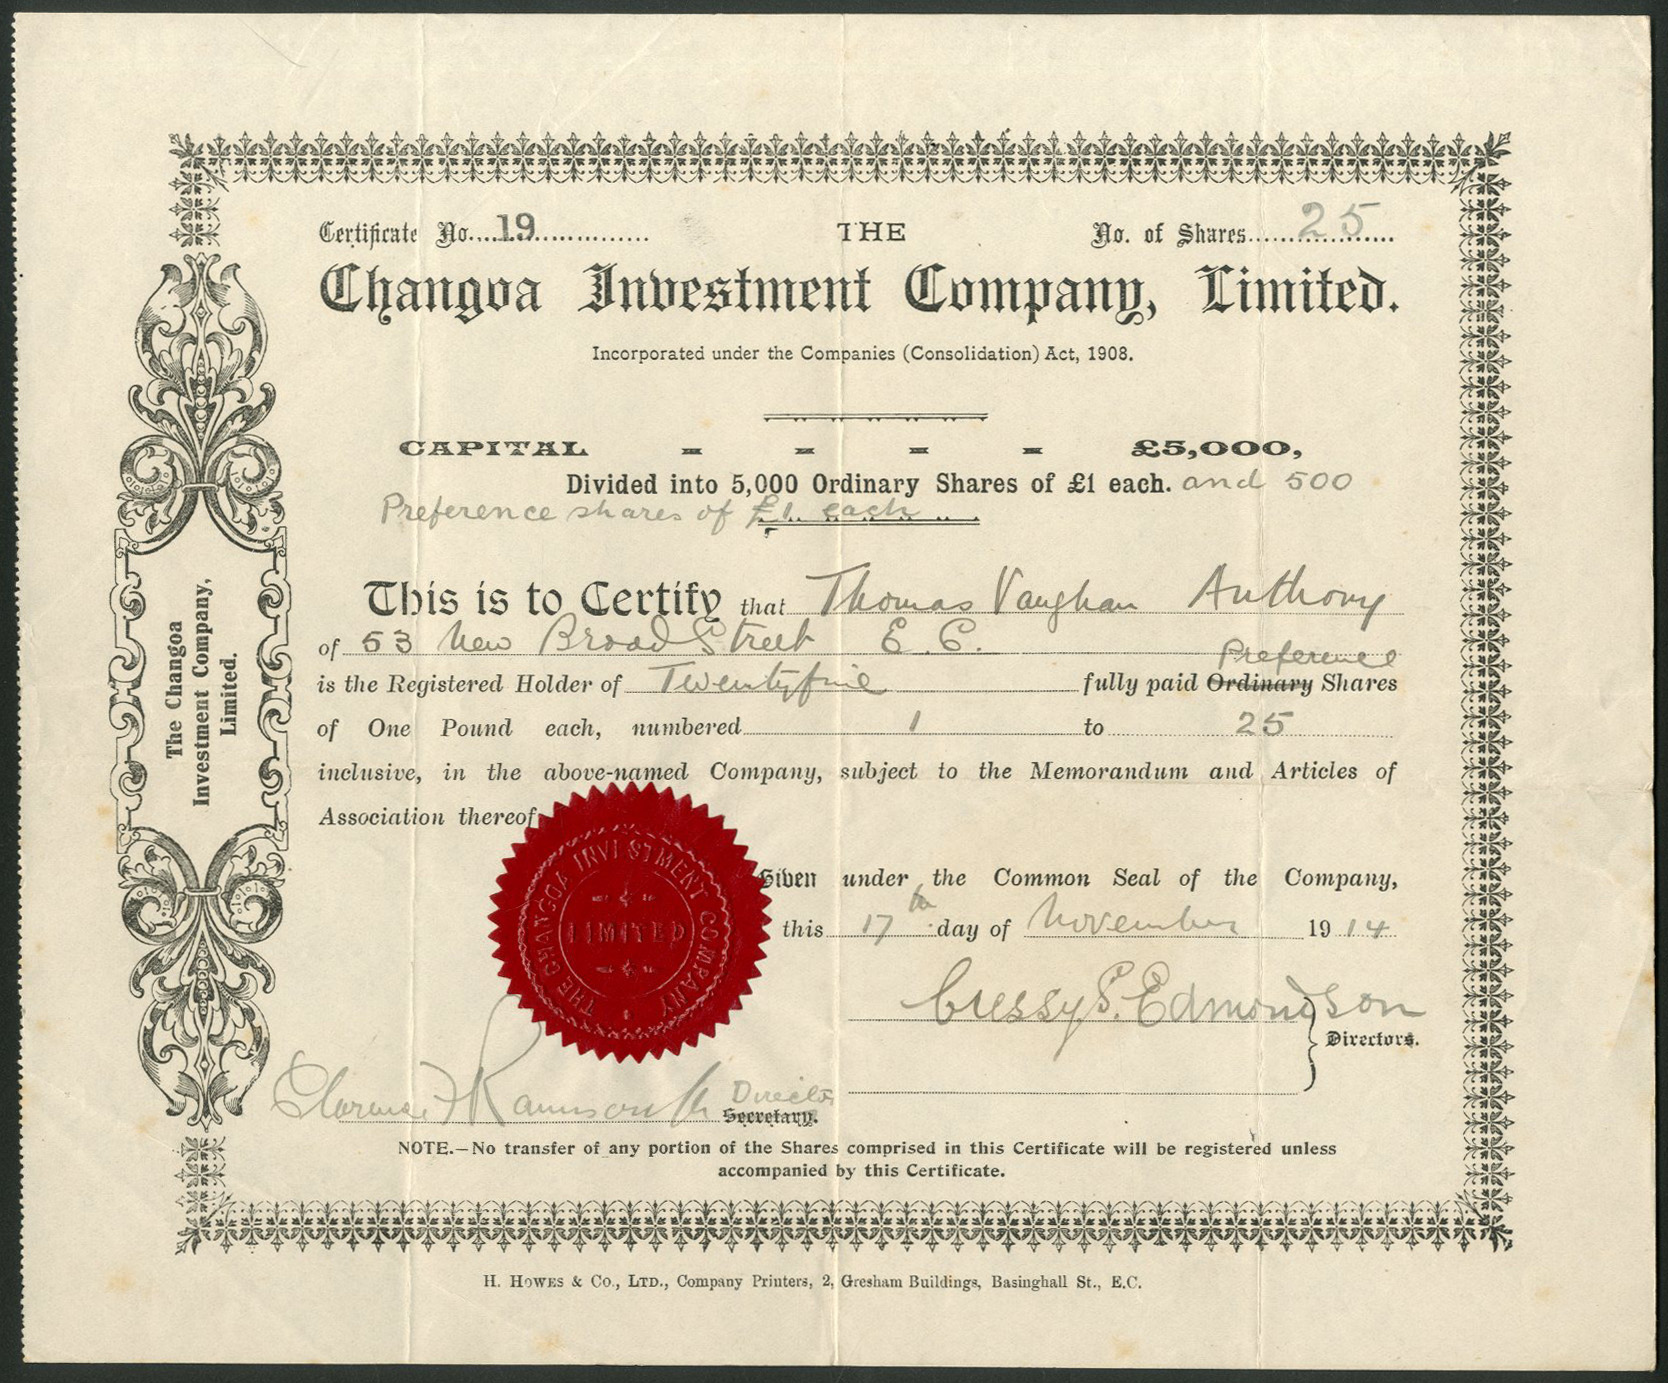 Certificate No. 19 THE No. of Shares 25
Changoa Investment Company, Limited.
Incorporated under the Companies (Consolidation) Act, 1908.
CAPITAL - - - - £5,000,
Divided into 5,000 Ordinary Shares of £1 each. and 500
Preference shares of £1 each
This is to Certify that Thomas Vaughan Anthony
of 53 New Broad Street E.C.
Preference
is the Registered Holder of Twentyfive fully paid Ordinary Shares
of One Pound each, numbered 1 to 25
inclusive, in the above-named Company, subject to the Memorandum and Articles of
Association thereof
Given under the Common Seal of the Company,
this 17th day of November 1914
Cressy S. Edmondson
Directors.
Clarence Director
Secretary.
NOTE.—No transfer of any portion of the Shares comprised in this Certificate will be registered unless
accompanied by this Certificate.
H. HOWES & CO., LTD., Company Printers, 2, Gresham Buildings, Basinghall St., E.C.
The Changoa
Investment Company,
Limited.
THE CHANGOA INVESTMENT COMPANY
LIMITED